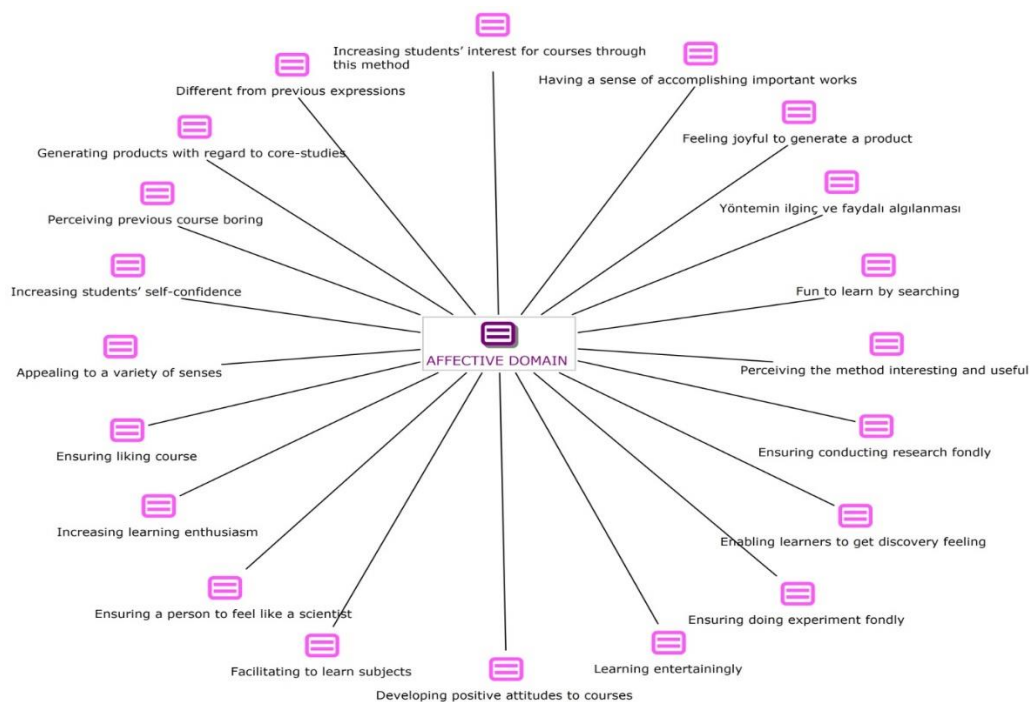 Increasing students' interest for courses through
this method
Having a sense of accomplishing important works
Different from previous expressions
Feeling joyful to generate a product
Generating products with regard to core-studies
Yöntemin ilginç ve faydalı algılanması
Perceiving previous course boring
Fun to learn by searching
Increasing students' self-confidence
AFFECTIVE DOMAIN
Perceiving the method interesting and useful
Appealing to a variety of senses
Ensuring conducting research fondly
Ensuring liking course
Increasing learning enthusiasm
Enabling learners to get discovery feeling
Ensuring a person to feel like a scientist
Ensuring doing experiment fondly
Facilitating to learn subjects
Learning entertainingly
Developing positive attitudes to courses